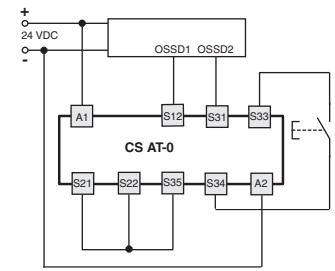 +
24 VDC
-
OSSD1 OSSD2
A1 S12 S31 S33
CS AT-0
S21 S22 S35 S34 A2